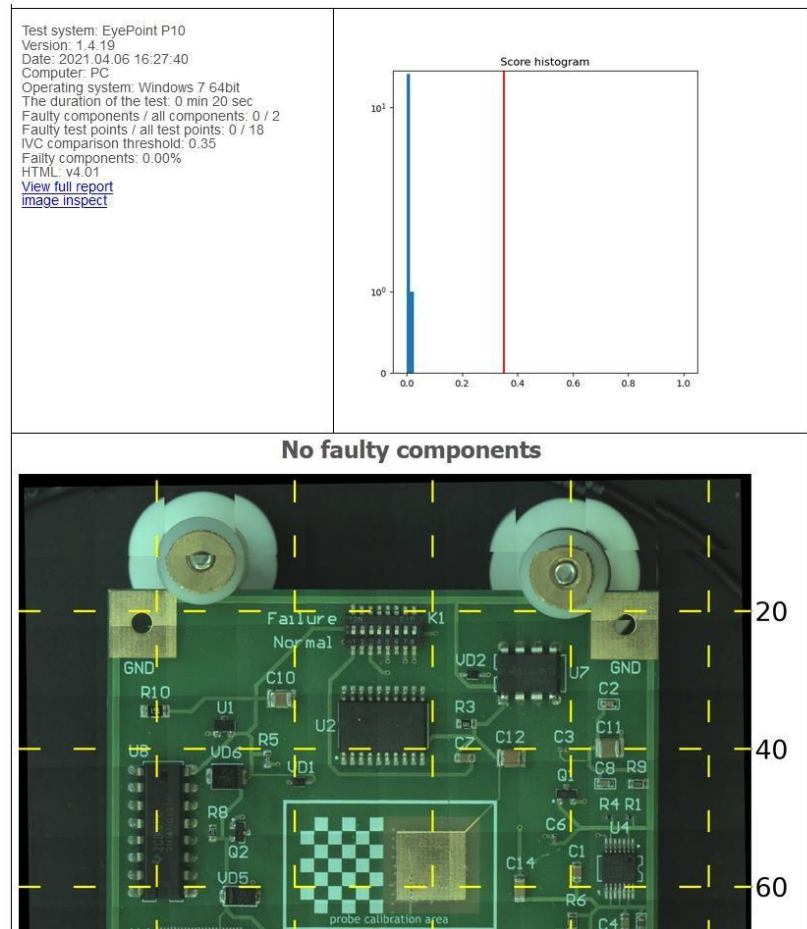 Test system: EyePoint P10
Version: 1.4.19
Date: 2021.04.06 16:27:40
Computer: PC
Operating system: Windows 7 64bit
The duration of the test: 0 min 20 sec
Faulty components / all components: 0 / 2
Faulty test points / all test points: 0 / 18
IVC comparison threshold: 0.35
Failty components: 0.00%
HTML: v4.01
View full report
image inspect
Score histogram
10¹
10⁰
0
0.0 0.2 0.4 0.6 0.8 1.0
No faulty components
20
Failure K1
Normal
GND VD2 U7 GND
R10 C10 C2
U1 U2 R3 C11
40
U8 VD6 R5 C7 C12 C3
VD1 Q1 C8 R9
R8 R4 R1
Q2 C6 U4
VD5 C14 C1
60
probe calibration area
R6 C4